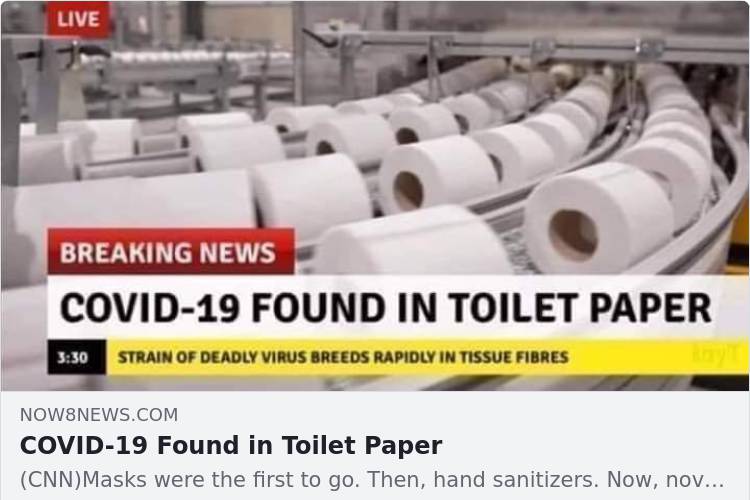 LIVE
BREAKING NEWS
COVID-19 FOUND IN TOILET PAPER
3:30 STRAIN OF DEADLY VIRUS BREEDS RAPIDLY IN TISSUE FIBRES
NOW8NEWS.COM
COVID-19 Found in Toilet Paper
(CNN)Masks were the first to go. Then, hand sanitizers. Now, nov...